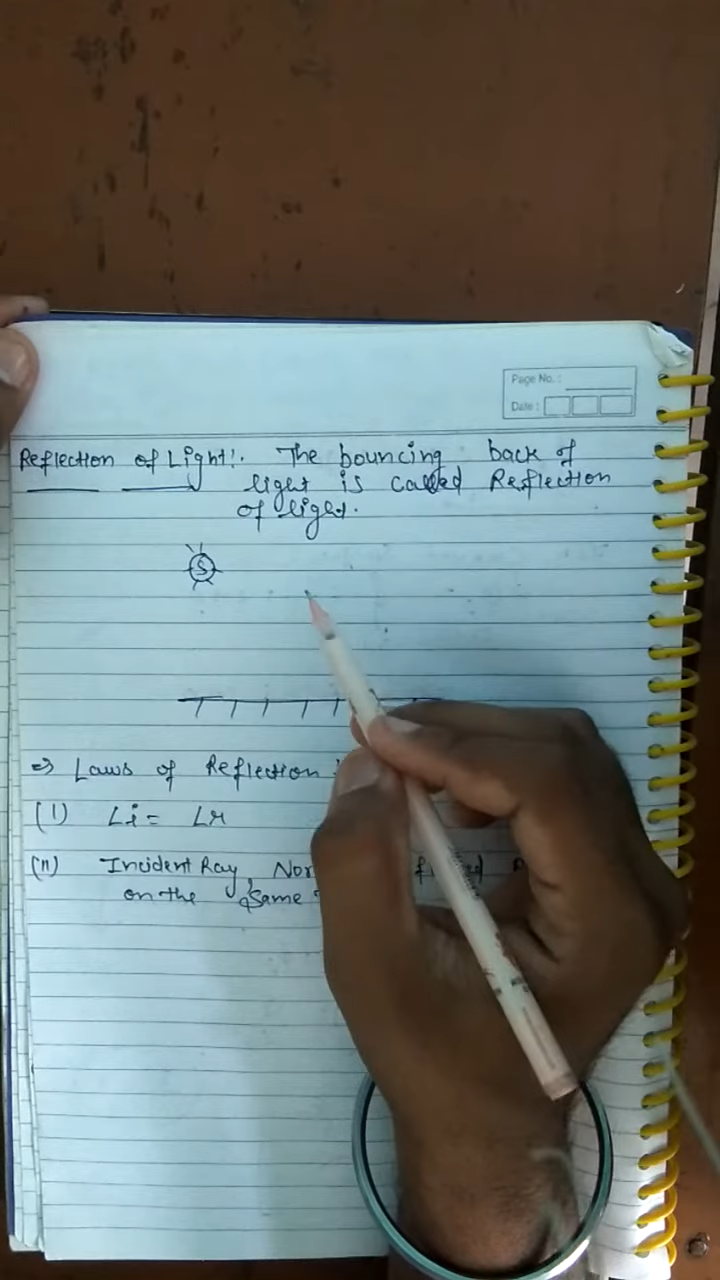 Page No. :
Date :
Reflection of Light:. The bouncing back of
light is called Reflection
of light.
S
⇒ Laws of Reflection :
(I) ∠i = ∠r
(II) Incident Ray, Nor
on the same